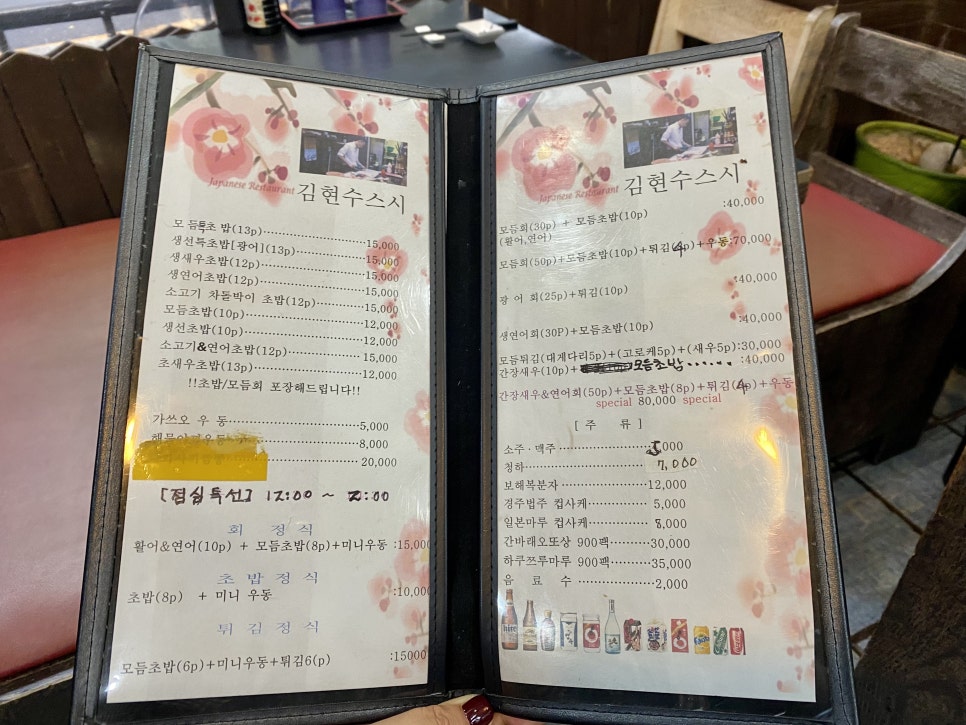 Japanese Restaurant 김현수스시
모듬특초 밥(13p) 15,000
생선특초밥[광어](13p) 15,000
생새우초밥(12p) 15,000
생연어초밥(12p) 15,000
소고기 차돌박이 초밥(12p) 15,000
모듬초밥(10p) 12,000
생선초밥(10p) 12,000
소고기&연어초밥(12p) 15,000
초새우초밥(13p) 12,000
!!초밥/모듬회 포장해드립니다!!
가쓰오 우 동 5,000
8,000
20,000
[점심특선] 12:00 ~ 2:00
회 정 식
활어&연어(10p) + 모듬초밥(8p)+미니우동 :15,000
초 밥 정 식
초밥(8p) + 미니 우동 :10,000
튀 김 정 식
모듬초밥(6p)+미니우동+튀김6(p) :15000
Japanese Restaurant 김현수스시
모듬회(30p) + 모듬초밥(10p) :40,000
(활어,연어)
모듬회(50p)+모듬초밥(10p)+튀김4p)+우동:70,000
광 어 회(25p)+튀김(10p) :40,000
생연어회(30P)+모듬초밥(10p) :40,000
모듬튀김(대게다리5p)+(고로케5p)+(새우5p):30,000
간장새우(10p)+모듬초밥 :40,000
간장새우&연어회(50p)+모듬초밥(8p)+튀김(4p)+우동
special 80,000 special
[ 주 류 ]
소주 · 맥주 5,000
청하 7,000
보해복분자 12,000
경주법주 컵사케 5,000
일본마루 컵사케 8,000
간바래오또상 900팩 30,000
하쿠쯔루마루 900팩 35,000
음 료 수 2,000